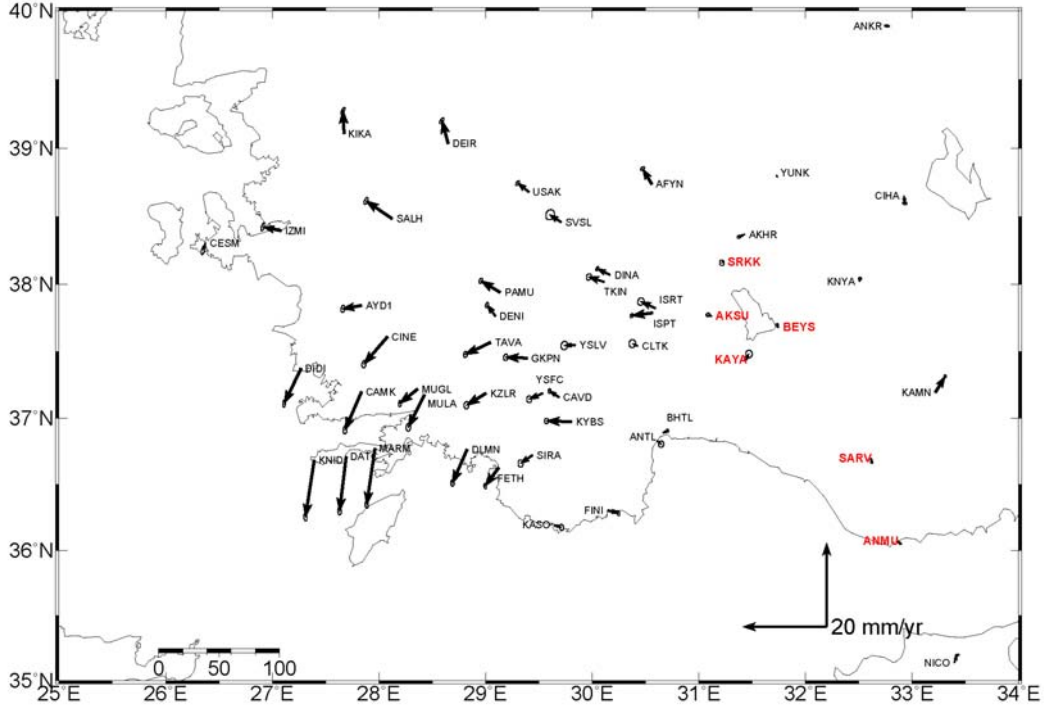 40°N
ANKR
KIKA
DEIR
39°N
YUNK
AFYN
USAK
CIHA
SALH
SVSL
IZMI
AKHR
CESM
SRKK
38°N
DINA
KNYA
TKIN
PAMU
ISRT
AYD1
DENI
ISPT
AKSU
BEYS
CINE
TAVA
YSLV
CLTK
GKPN
KAYA
DIDI
YSFC
CAMK
MUGL
KZLR
CAVD
KAMN
MULA
37°N
KYBS
BHTL
ANTL
MARM
DLMN
KNID
DAT
SIRA
SARV
FETH
FINI
KASO
ANMU
36°N
20 mm/yr
NICO
0 50 100
35°N
25°E 26°E 27°E 28°E 29°E 30°E 31°E 32°E 33°E 34°E